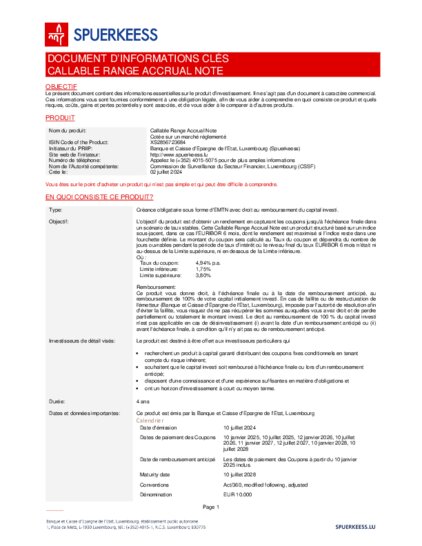 SPUERKEESS
DOCUMENT D'INFORMATIONS CLÉS
CALLABLE RANGE ACCRUAL NOTE
OBJECTIF
Le présent document contient des informations essentielles sur le produit d'investissement. Il ne s'agit pas d'un document à caractère commercial.
Ces informations vous sont fournies conformément à une obligation légale, afin de vous aider à comprendre en quoi consiste ce produit et quels
risques, coûts, gains et pertes potentiels y sont associés, et de vous aider à le comparer à d'autres produits.
PRODUIT
Nom du produit: Callable Range Accrual Note
Cotée sur un marché réglementé
ISIN Code of the Product: XS2856723684
Initiateur du PRIIP: Banque et Caisse d'Epargne de l'Etat, Luxembourg (Spuerkeess)
Site web de l'initiateur: http://www.spuerkeess.lu
Numéro de téléphone: Appelez le (+352) 4015-5075 pour de plus amples informations
Nom de l'Autorité compétente: Commission de Surveillance du Secteur Financier, Luxembourg (CSSF)
Créé le: 02 juillet 2024
Vous êtes sur le point d'acheter un produit qui n'est pas simple et qui peut être difficile à comprendre.
EN QUOI CONSISTE CE PRODUIT?
Type: Créance obligataire sous forme d'EMTN avec droit au remboursement du capital investi.
Objectif: L'objectif du produit est d'obtenir un rendement en capturant les coupons jusqu'à l'échéance finale dans
un scénario de taux stables. Cette Callable Range Accrual Note est un produit structuré basé sur un indice
sous-jacent, dans ce cas l'EURIBOR 6 mois, dont le rendement est maximisé si l'indice reste dans une
fourchette définie. Le montant du coupon sera calculé au Taux du coupon et dépendra du nombre de
jours ouvrables pendant la période de taux d'intérêt où le niveau final du taux EURIBOR 6 mois n'était ni
au-dessus de la Limite supérieure, ni en dessous de la Limite inférieure.
Où :
Taux du coupon: 4,84% p.a.
Limite inférieure: 1,75%
Limite supérieure: 3,80%
Remboursement:
Ce produit vous donne droit, à l'échéance finale ou à la date de remboursement anticipé, au
remboursement de 100% de votre capital initialement investi. En cas de faillite ou de restructuration de
l'émetteur (Banque et Caisse d'Epargne de l'Etat, Luxembourg), imposée par l'autorité de résolution afin
d'éviter la faillite, vous risquez de ne pas récupérer les sommes auxquelles vous avez droit et de perdre
partiellement ou totalement le montant investi. Le droit au remboursement de 100 % du capital investi
n'est pas applicable en cas de désinvestissement (i) avant la date d'un remboursement anticipé ou (ii)
avant l'échéance finale, à condition qu'il n'y ait pas eu de remboursement anticipé.
Investisseurs de détail visés: Le produit est destiné à être offert aux investisseurs particuliers qui
• recherchent un produit à capital garanti distribuant des coupons fixes conditionnels en tenant
compte du risque inhérent;
• souhaitent que le capital investi soit remboursé à l'échéance finale ou lors d'un remboursement
anticipé;
• disposent d'une connaissance et d'une expérience suffisantes en matière d'obligations et
• ont un horizon d'investissement à court ou moyen terme.
Durée: 4 ans
Dates et données importantes: Ce produit est émis par la Banque et Caisse d'Epargne de l'Etat, Luxembourg
Calendrier
Date d'émission 10 juillet 2024
Dates de paiement des Coupons 10 janvier 2025, 10 juillet 2025, 12 janvier 2026, 10 juillet
2026, 11 janvier 2027, 12 juillet 2027, 10 janvier 2028, 10
juillet 2028
Date de remboursement anticipé Les dates de paiement des Coupons à partir du 10 janvier
2025 inclus.
Maturity date 10 juillet 2028
Conventions Act/360, modified following, adjusted
Dénomination EUR 10.000
Page 1
Banque et Caisse d'Epargne de l'Etat, Luxembourg, établissement public autonome
1, Place de Metz, L-1930 Luxembourg, tél.: (+352) 4015-1, R.C.S. Luxembourg B30775
SPUERKEESS.LU